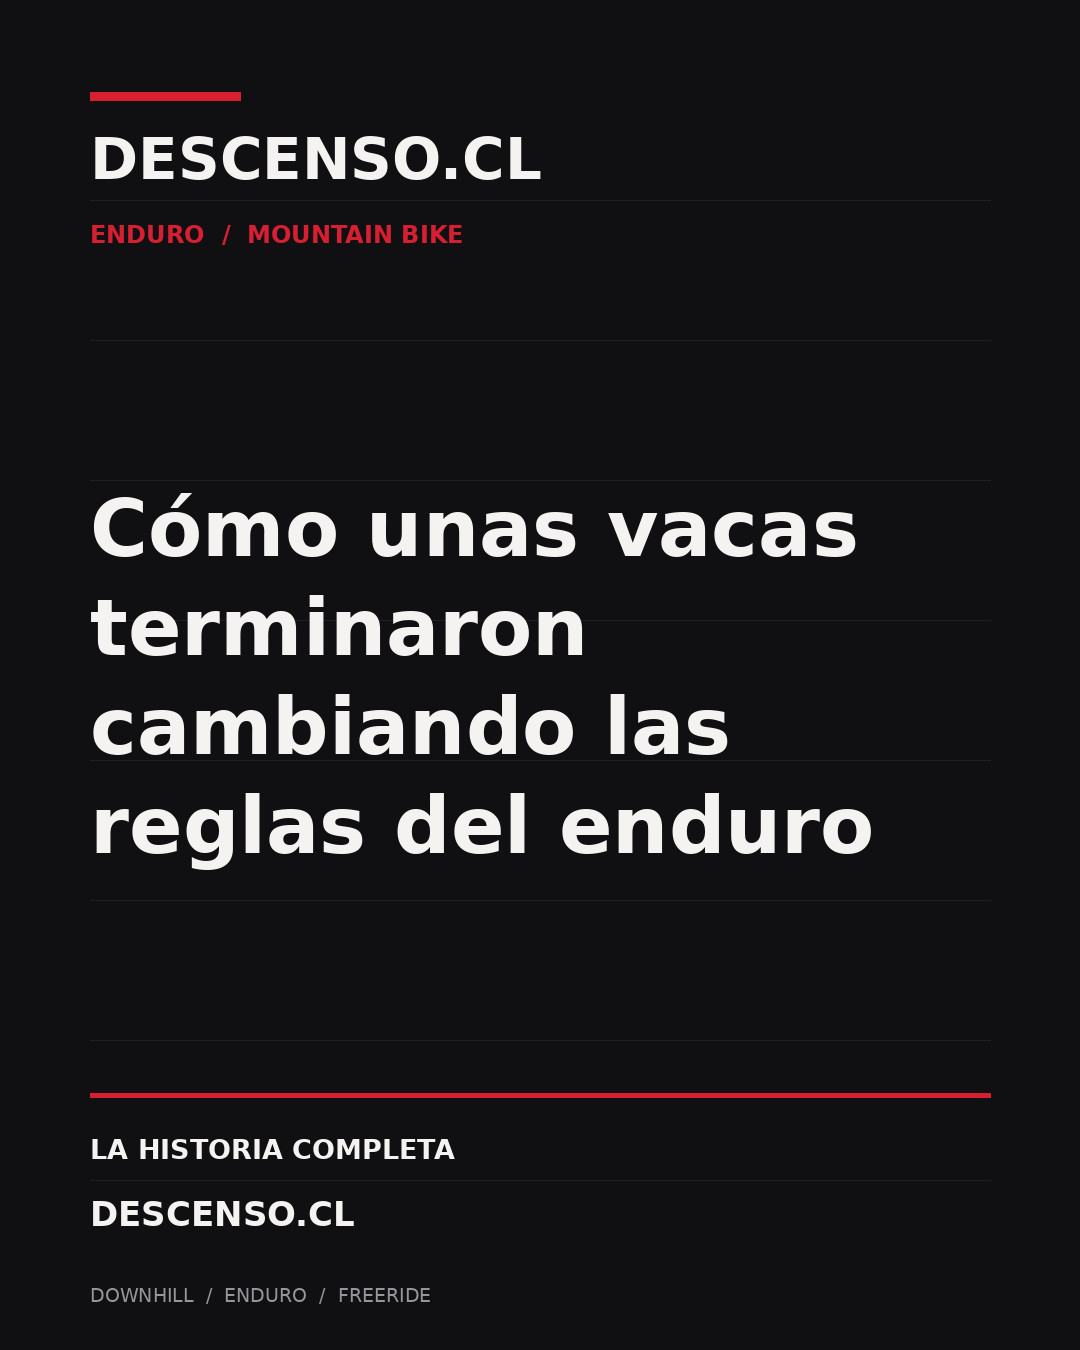 DESCENSO.CL
ENDURO / MOUNTAIN BIKE
Cómo unas vacas
terminaron
cambiando las
reglas del enduro
LA HISTORIA COMPLETA
DESCENSO.CL
DOWNHILL / ENDURO / FREERIDE